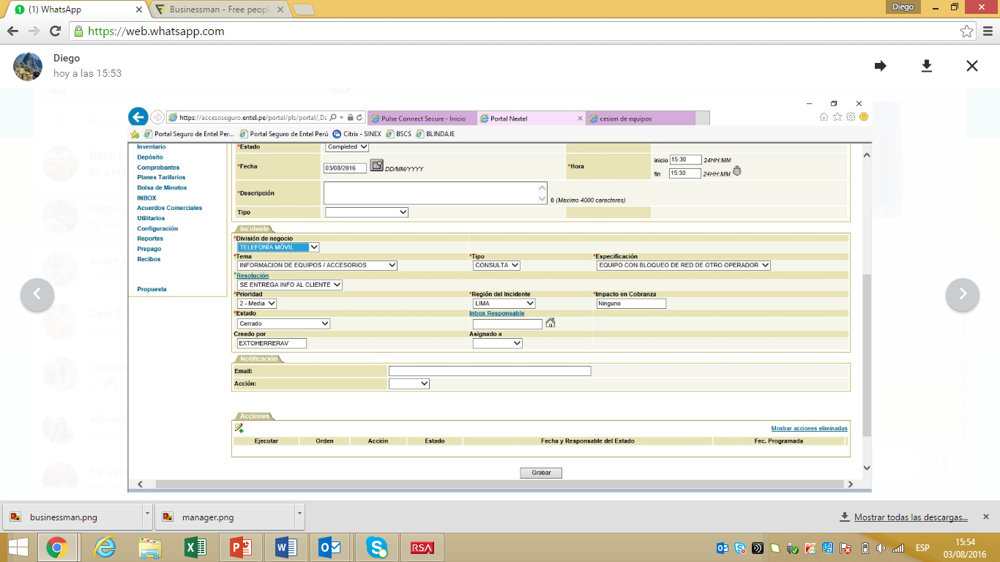 (1) WhatsApp
Businessman - Free peopl
Diego
https://web.whatsapp.com
Diego
hoy a las 15:53
https://accesoseguro.entel.pe/portal/pls/portal/,Da
Pulse Connect Secure - Inicio
Portal Nextel
cesion de equipos
Portal Seguro de Entel Per...
Portal Seguro de Entel Perú
Citrix - SINEX
BSCS
BLINDAJE
Inventario
Depósito
Comprobantes
Planes Tarifarios
Bolsa de Minutos
INBOX
Acuerdos Comerciales
Utilitarios
Configuración
Reportes
Prepago
Recibos
Propuesta
*Estado
Completed
*Fecha
03/08/2016
DD/MM/YYYY
*Hora
inicio 15:30 24HH:MM
fin 15:30 24HH:MM
*Descripción
0 (Maximo 4000 caracteres)
Tipo
Incidente
*División de negocio
TELEFONÍA MÓVIL
*Tema
*Tipo
*Especificación
INFORMACION DE EQUIPOS / ACCESORIOS
CONSULTA
EQUIPO CON BLOQUEO DE RED DE OTRO OPERADOR
*Resolución
SE ENTREGA INFO AL CLIENTE
*Prioridad
*Región del Incidente
*Impacto en Cobranza
2 - Media
LIMA
Ninguno
*Estado
Inbox Responsable
Cerrado
Creado por
Asignado a
EXTOHERRERAV
Notificación
Email:
Acción:
Acciones
Mostrar acciones eliminadas
Ejecutar Orden Acción Estado Fecha y Responsable del Estado Fec. Programada
Grabar
businessman.png
manager.png
Mostrar todas las descargas...
RSA
ESP
15:54
03/08/2016